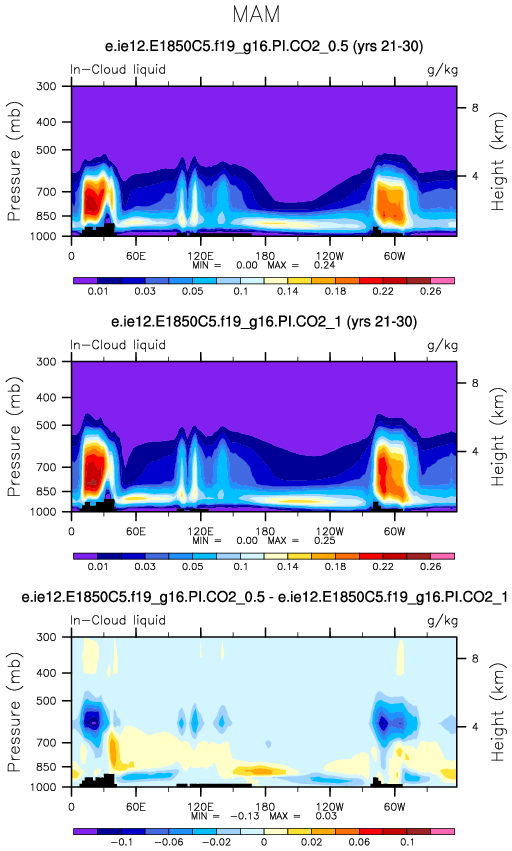 MAM
e.ie12.E1850C5.f19_g16.PI.CO2_0.5 (yrs 21-30)
In-Cloud liquid g/kg
Pressure (mb)
300
400
500
700
850
1000
8
4
Height (km)
0 60E 120E 180 120W 60W
MIN = 0.00 MAX = 0.24
0.01 0.03 0.05 0.1 0.14 0.18 0.22 0.26
e.ie12.E1850C5.f19_g16.PI.CO2_1 (yrs 21-30)
In-Cloud liquid g/kg
Pressure (mb)
300
400
500
700
850
1000
8
4
Height (km)
0 60E 120E 180 120W 60W
MIN = 0.00 MAX = 0.25
0.01 0.03 0.05 0.1 0.14 0.18 0.22 0.26
e.ie12.E1850C5.f19_g16.PI.CO2_0.5 - e.ie12.E1850C5.f19_g16.PI.CO2_1
In-Cloud liquid g/kg
Pressure (mb)
300
400
500
700
850
1000
8
4
Height (km)
0 60E 120E 180 120W 60W
MIN = -0.13 MAX = 0.03
-0.1 -0.06 -0.02 0 0.02 0.06 0.1